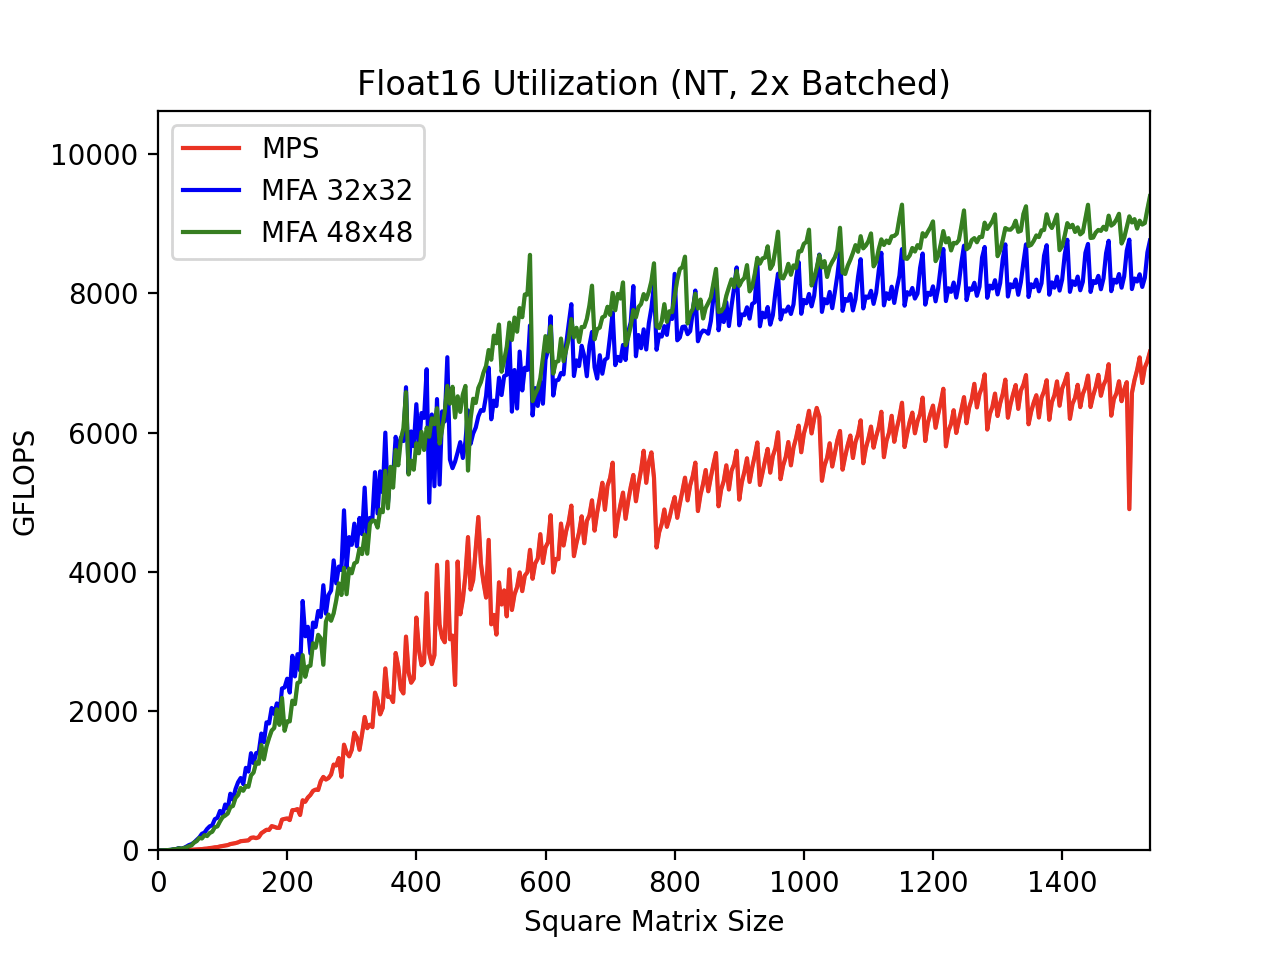 Float16 Utilization (NT, 2x Batched)
MPS
MFA 32x32
MFA 48x48
GFLOPS
10000
8000
6000
4000
2000
0
0 200 400 600 800 1000 1200 1400
Square Matrix Size